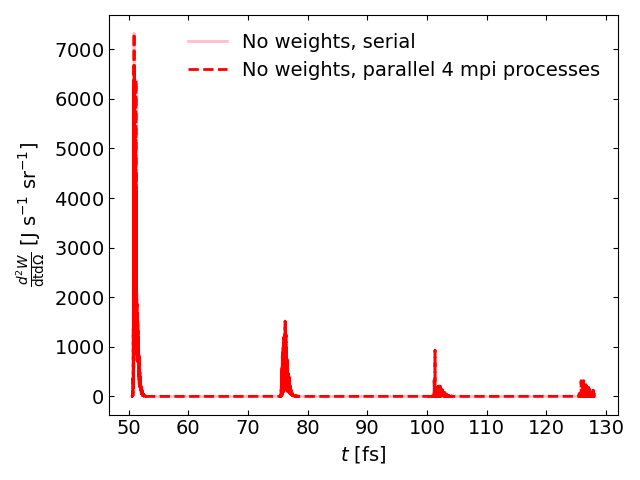 No weights, serial
No weights, parallel 4 mpi processes
7000
6000
5000
4000
3000
2000
1000
0
d²W/dtdΩ [J s⁻¹ sr⁻¹]
50 60 70 80 90 100 110 120 130
t [fs]